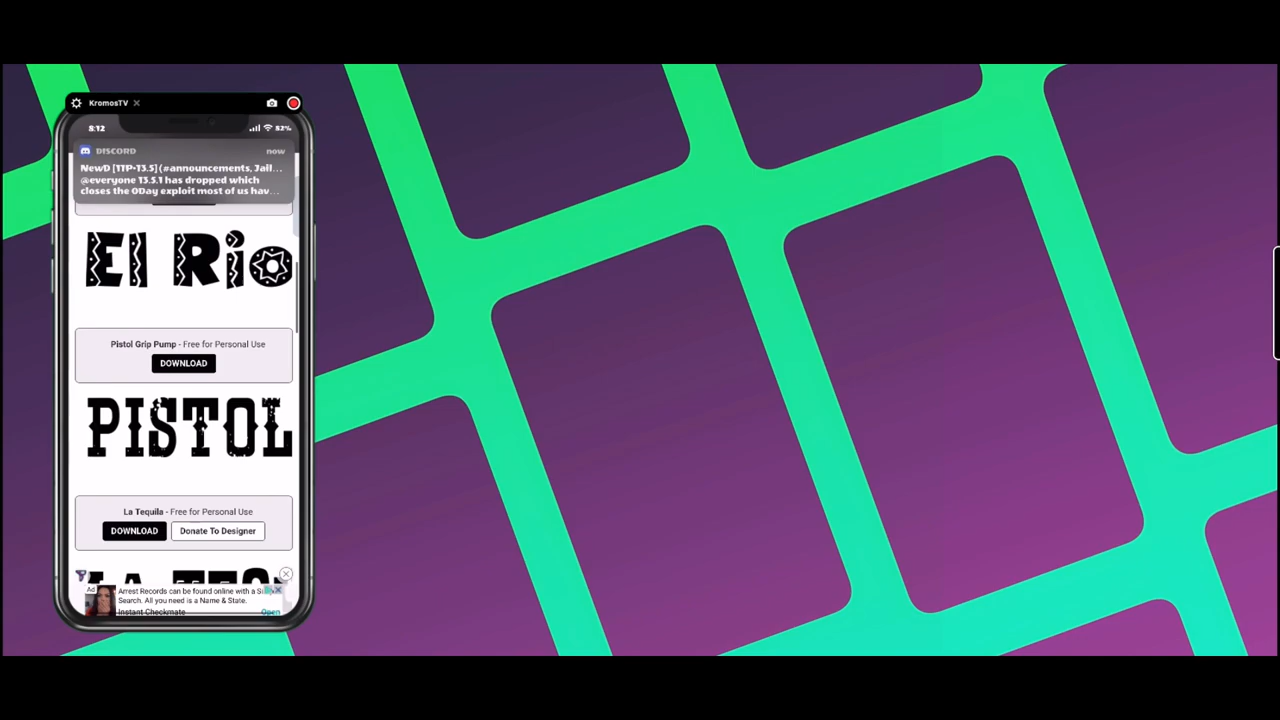 KromosTV
8:12
82%
DISCORD
now
NewD [11P-13.5] (#announcements, Jail...
@everyone 13.5.1 has dropped which
closes the 0Day exploit most of us hav...
El Rio
Pistol Grip Pump - Free for Personal Use
DOWNLOAD
PISTOL
La Tequila - Free for Personal Use
DOWNLOAD
Donate To Designer
Ad
Arrest Records can be found online with a
Search. All you need is a Name & State.
Instant Checkmate
Open